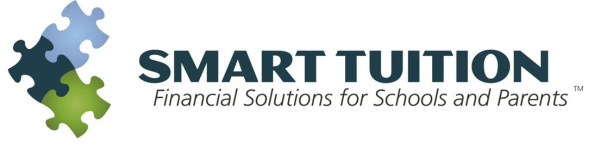 SMART TUITION
Financial Solutions for Schools and Parents™